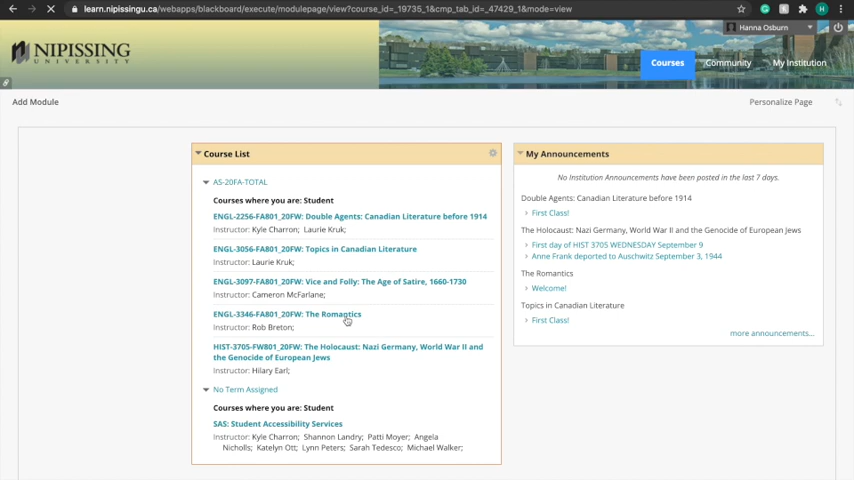 learn.nipissingu.ca/webapps/blackboard/execute/modulepage/view?course_id=_19735_1&cmp_tab_id=_47429_1&mode=view
H
Hanna Osburn
NIPISSING
UNIVERSITY
Courses
Community
My Institution
Add Module
Personalize Page
Course List
AS-20FA-TOTAL
Courses where you are: Student
ENGL-2256-FA801_20FW: Double Agents: Canadian Literature before 1914
Instructor: Kyle Charron; Laurie Kruk;
ENGL-3056-FA801_20FW: Topics in Canadian Literature
Instructor: Laurie Kruk;
ENGL-3097-FA801_20FW: Vice and Folly: The Age of Satire, 1660-1730
Instructor: Cameron McFarlane;
ENGL-3346-FA801_20FW: The Romantics
Instructor: Rob Breton;
HIST-3705-FW801_20FW: The Holocaust: Nazi Germany, World War II and
the Genocide of European Jews
Instructor: Hilary Earl;
No Term Assigned
Courses where you are: Student
SAS: Student Accessibility Services
Instructor: Kyle Charron; Shannon Landry; Patti Moyer; Angela
Nicholls; Katelyn Ott; Lynn Peters; Sarah Tedesco; Michael Walker;
My Announcements
No Institution Announcements have been posted in the last 7 days.
Double Agents: Canadian Literature before 1914
First Class!
The Holocaust: Nazi Germany, World War II and the Genocide of European Jews
First day of HIST 3705 WEDNESDAY September 9
Anne Frank deported to Auschwitz September 3, 1944
The Romantics
Welcome!
Topics in Canadian Literature
First Class!
more announcements...